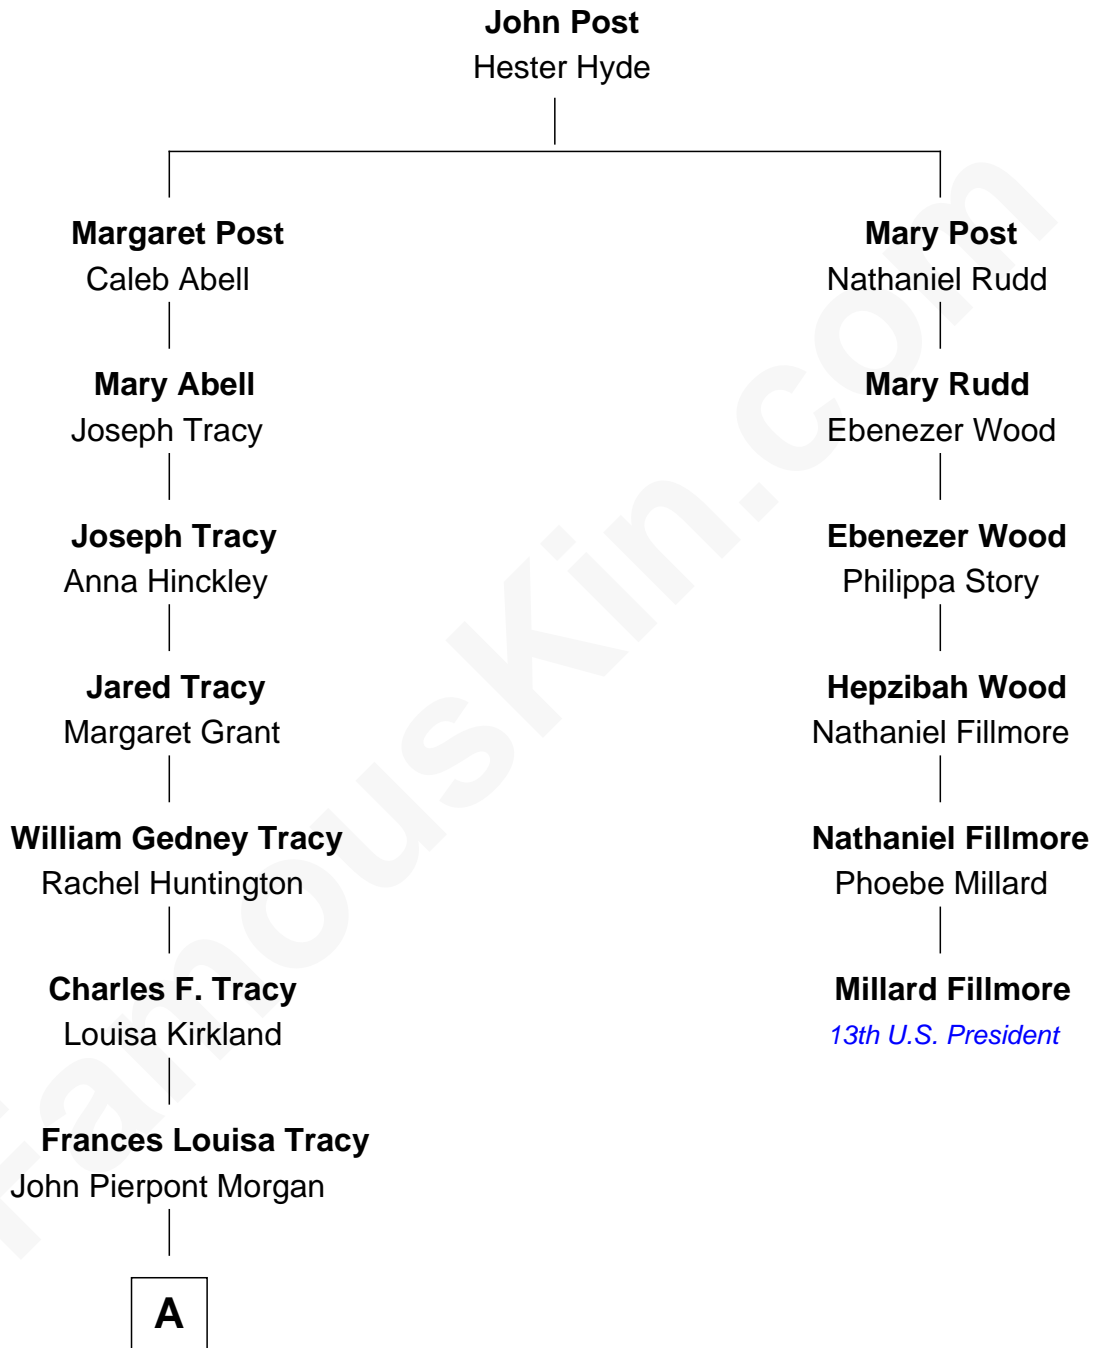 John Post
Hester Hyde
Margaret Post
Caleb Abell
Mary Post
Nathaniel Rudd
Mary Abell
Joseph Tracy
Mary Rudd
Ebenezer Wood
Joseph Tracy
Anna Hinckley
Ebenezer Wood
Philippa Story
Jared Tracy
Margaret Grant
Hepzibah Wood
Nathaniel Fillmore
William Gedney Tracy
Rachel Huntington
Nathaniel Fillmore
Phoebe Millard
Charles F. Tracy
Louisa Kirkland
Millard Fillmore
13th U.S. President
Frances Louisa Tracy
John Pierpont Morgan
A
FamousKin.com